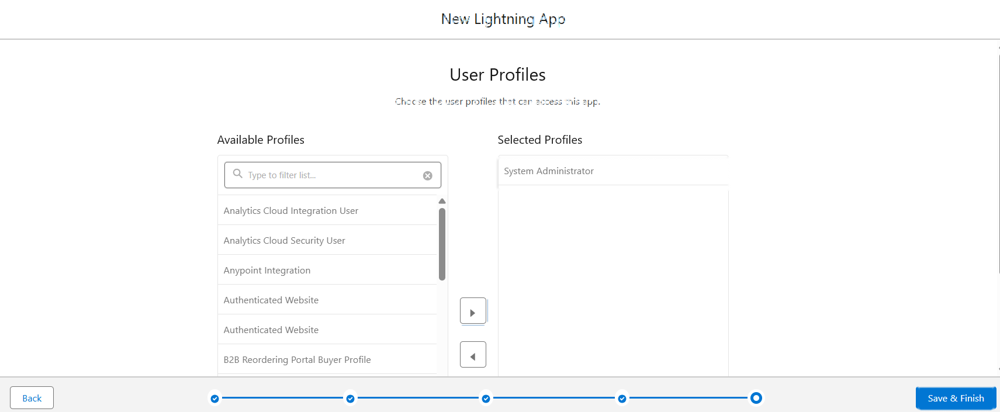 New Lightning App
User Profiles
Choose the user profiles that can access this app.
Available Profiles
Selected Profiles
Type to filter list...
System Administrator
Analytics Cloud Integration User
Analytics Cloud Security User
Anypoint Integration
Authenticated Website
Authenticated Website
B2B Reordering Portal Buyer Profile
Back
Save & Finish